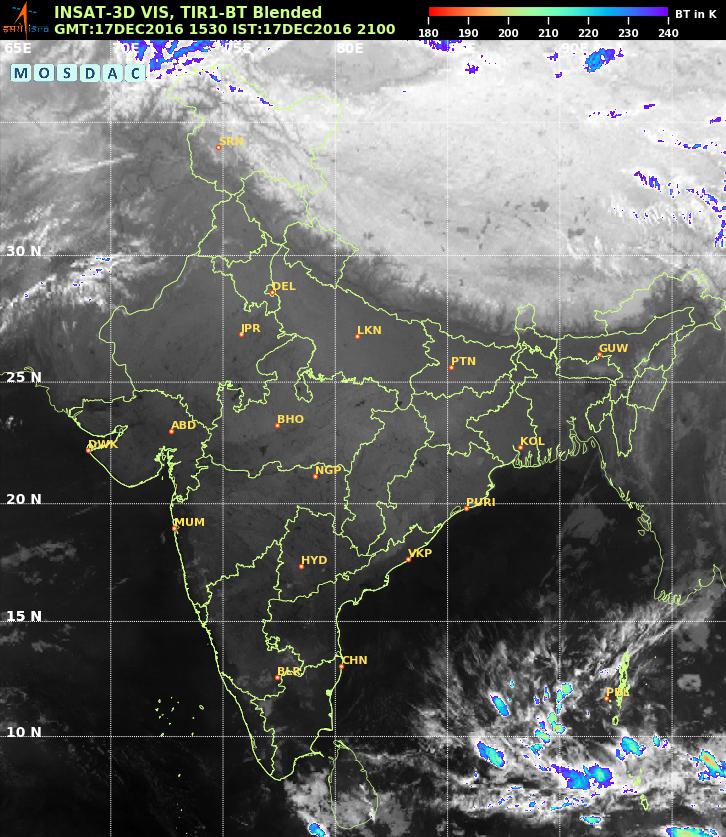 INSAT-3D VIS, TIR1-BT Blended
GMT:17DEC2016 1530 IST:17DEC2016 2100
BT in K
180 190 200 210 220 230 240
65E 75E 80E
MOSDAC
SRN
30 N
DEL
JPR LKN
GUW
PTN
25 N
ABD BHO
DWK KOL
NGP
20 N PURI
MUM
VKP
HYD
15 N
CHN
BLR
PBL
10 N